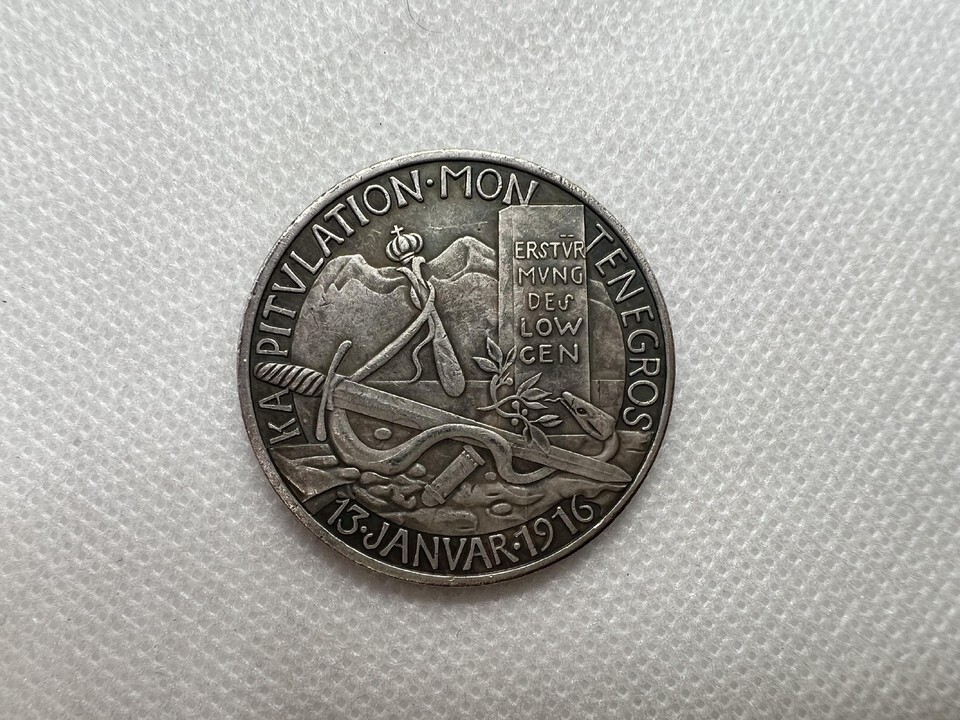 KAPITVLATION·MONTENEGROS
ERSTÜR
MVNG
DES
LOW
CEN
13·JANVAR·1916